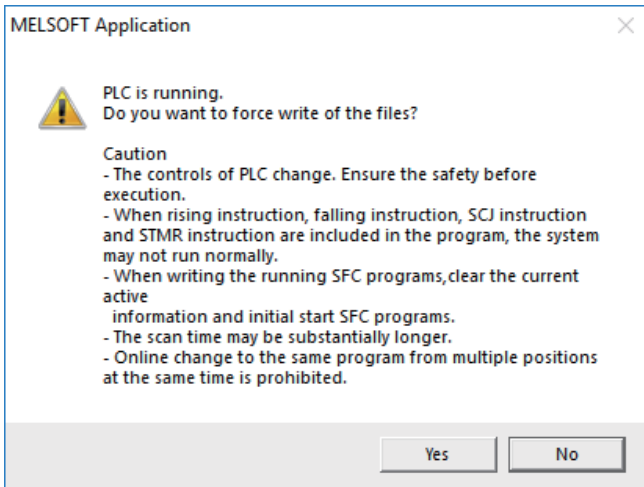 MELSOFT Application
PLC is running.
Do you want to force write of the files?
Caution
- The controls of PLC change. Ensure the safety before
execution.
- When rising instruction, falling instruction, SCJ instruction
and STMR instruction are included in the program, the system
may not run normally.
- When writing the running SFC programs,clear the current
active
information and initial start SFC programs.
- The scan time may be substantially longer.
- Online change to the same program from multiple positions
at the same time is prohibited.
Yes
No